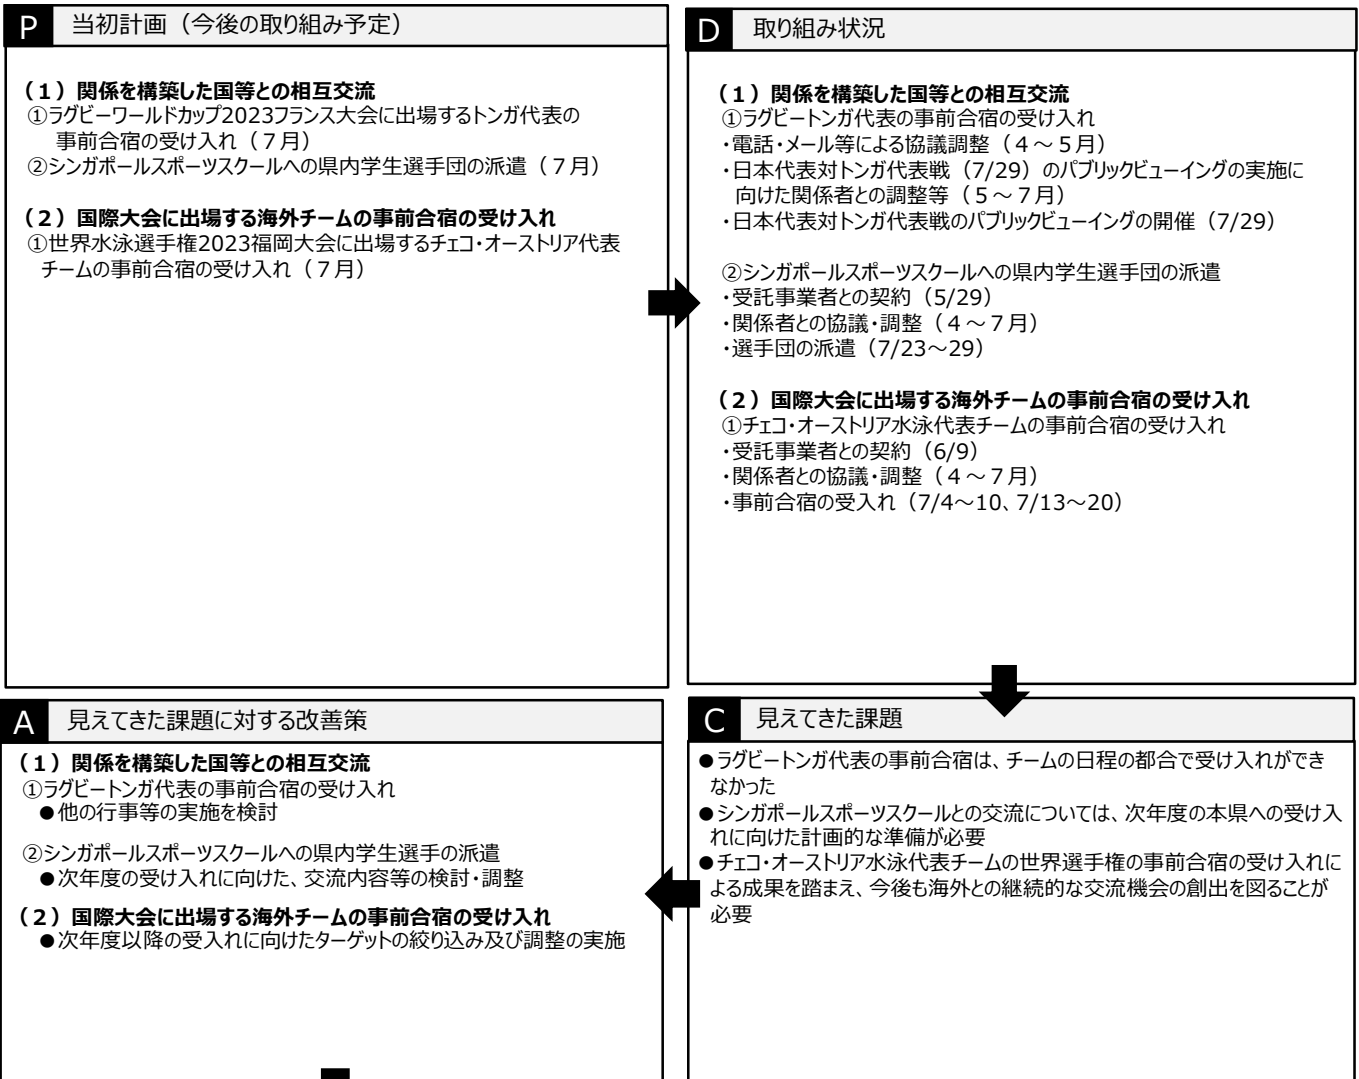 P 当初計画（今後の取り組み予定）
（１）関係を構築した国等との相互交流
①ラグビーワールドカップ2023フランス大会に出場するトンガ代表の
事前合宿の受け入れ（７月）
②シンガポールスポーツスクールへの県内学生選手団の派遣（７月）
（２）国際大会に出場する海外チームの事前合宿の受け入れ
①世界水泳選手権2023福岡大会に出場するチェコ・オーストリア代表
チームの事前合宿の受け入れ（７月）
D 取り組み状況
（１）関係を構築した国等との相互交流
①ラグビートンガ代表の事前合宿の受け入れ
・電話・メール等による協議調整（４～５月）
・日本代表対トンガ代表戦（7/29）のパブリックビューイングの実施に
向けた関係者との調整等（５～７月）
・日本代表対トンガ代表戦のパブリックビューイングの開催（7/29）
②シンガポールスポーツスクールへの県内学生選手団の派遣
・受託事業者との契約（5/29）
・関係者との協議・調整（４～７月）
・選手団の派遣（7/23～29）
（２）国際大会に出場する海外チームの事前合宿の受け入れ
①チェコ・オーストリア水泳代表チームの事前合宿の受け入れ
・受託事業者との契約（6/9）
・関係者との協議・調整（４～７月）
・事前合宿の受入れ（7/4～10、7/13～20）
C 見えてきた課題
●ラグビートンガ代表の事前合宿は、チームの日程の都合で受け入れができ
なかった
●シンガポールスポーツスクールとの交流については、次年度の本県への受け入
れに向けた計画的な準備が必要
●チェコ・オーストリア水泳代表チームの世界選手権の事前合宿の受け入れに
よる成果を踏まえ、今後も海外との継続的な交流機会の創出を図ることが
必要
A 見えてきた課題に対する改善策
（１）関係を構築した国等との相互交流
①ラグビートンガ代表の事前合宿の受け入れ
●他の行事等の実施を検討
②シンガポールスポーツスクールへの県内学生選手の派遣
●次年度の受け入れに向けた、交流内容等の検討・調整
（２）国際大会に出場する海外チームの事前合宿の受け入れ
●次年度以降の受入れに向けたターゲットの絞り込み及び調整の実施